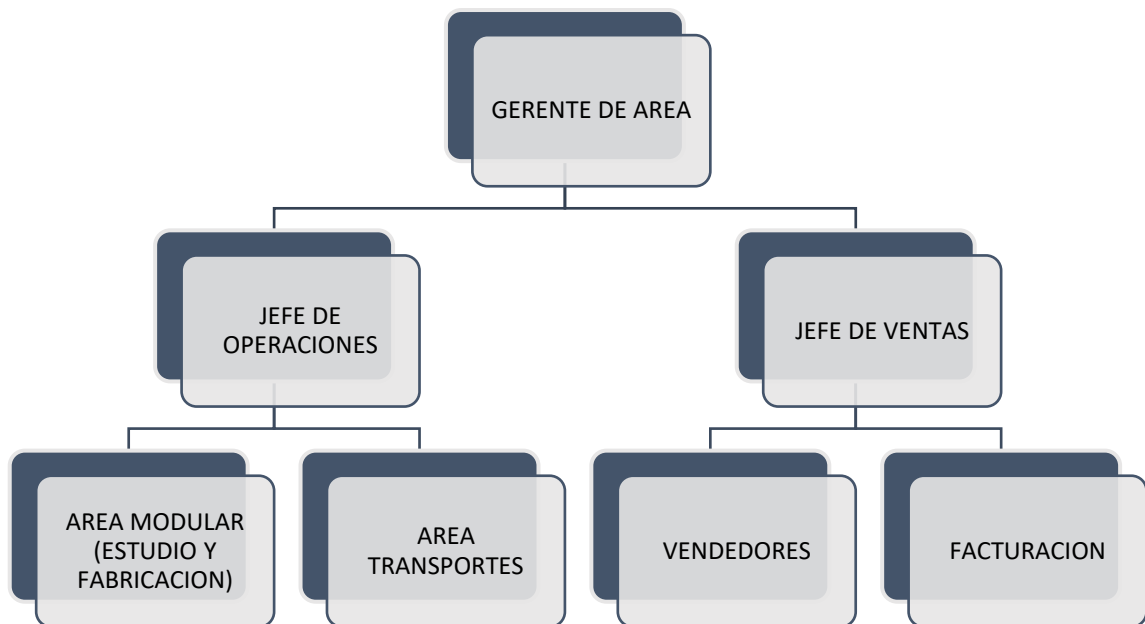 GERENTE DE AREA
JEFE DE
OPERACIONES
JEFE DE VENTAS
AREA MODULAR
(ESTUDIO Y
FABRICACION)
AREA
TRANSPORTES
VENDEDORES
FACTURACION